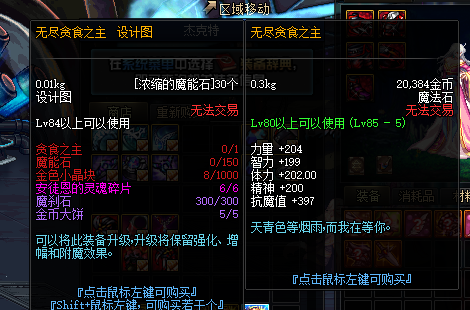 区域移动
无尽贪食之主 设计图
0.01kg
[浓缩的魔能石]30个
设计图
无法交易
Lv84以上可以使用
贪食之主 0/1
魔能石 0/150
金色小晶块 8/1000
安徒恩的灵魂碎片 6/6
魔刹石 300/300
金币大饼 5/5
可以将此装备升级,升级将保留强化、增
幅和附魔效果。
『点击鼠标左键可购买』
『Shift+鼠标左键, 可购买若干个』
无尽贪食之主
0.3kg
20,384金币
魔法石
无法交易
Lv80以上可以使用 (Lv85 - 5)
力量 +204
智力 +199
体力 +202.00
精神 +200
抗魔值 +397
天青色等烟雨,而我在等你。
『点击鼠标左键可购买』
装备